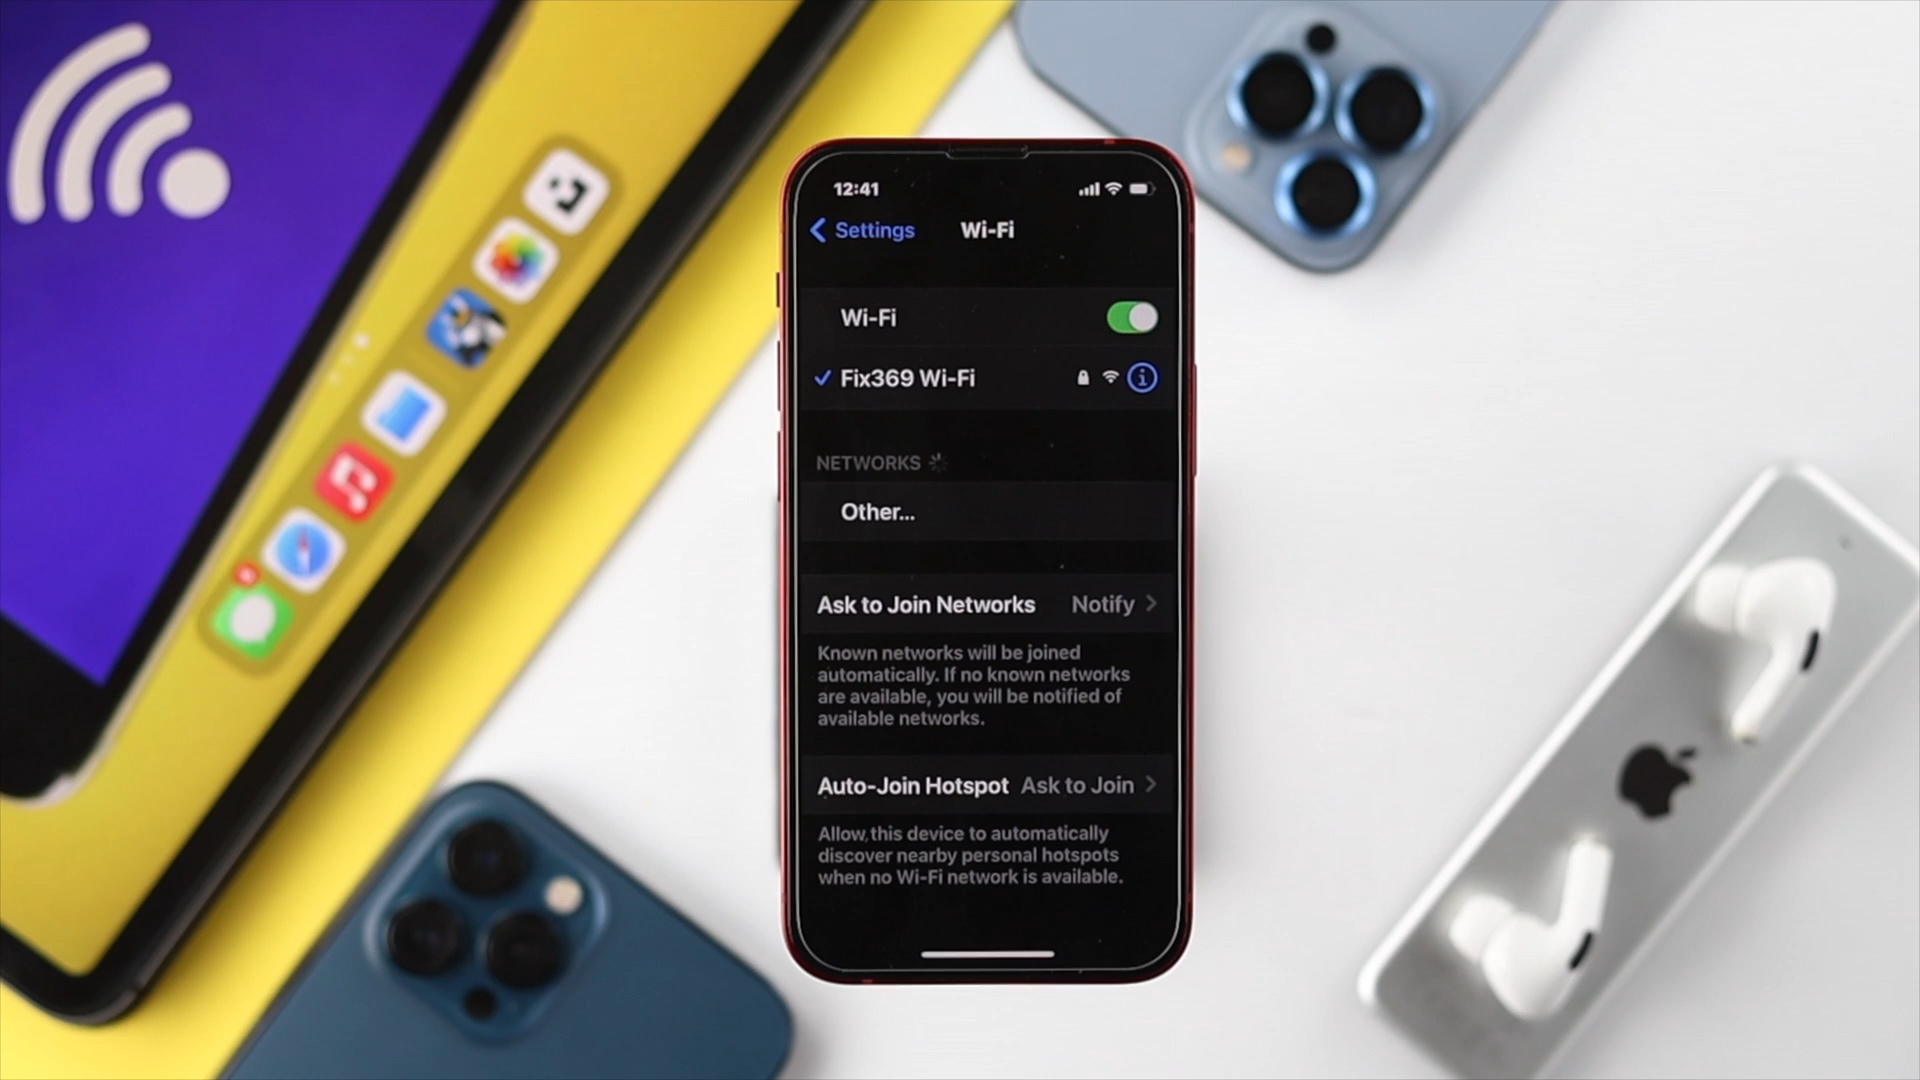 12:41
Settings
Wi-Fi
Wi-Fi
Fix369 Wi-Fi
NETWORKS
Other...
Ask to Join Networks Notify
Known networks will be joined
automatically. If no known networks
are available, you will be notified of
available networks.
Auto-Join Hotspot Ask to Join
Allow this device to automatically
discover nearby personal hotspots
when no Wi-Fi network is available.